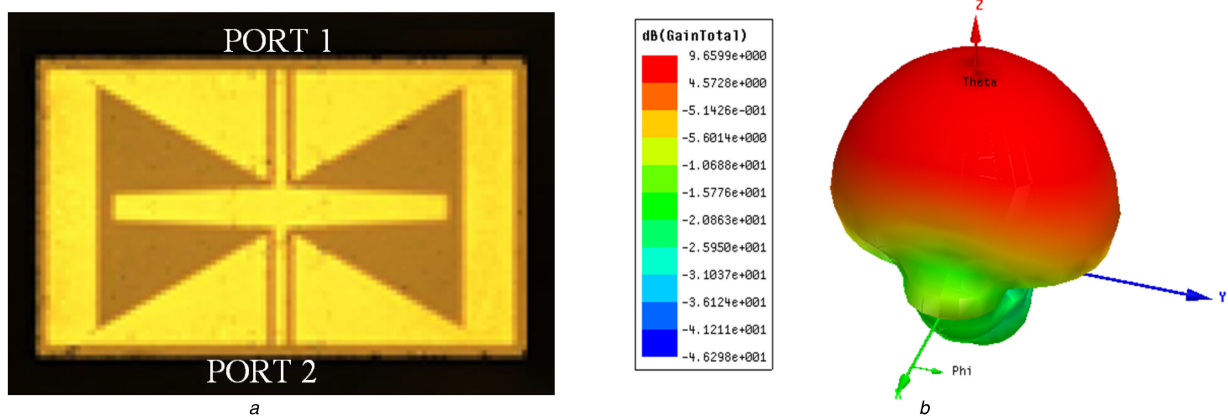 PORT 1
PORT 2
a
dB(GainTotal)
9.6599e+000
4.5728e+000
-5.1426e-001
-5.6014e+000
-1.0688e+001
-1.5776e+001
-2.0863e+001
-2.5950e+001
-3.1037e+001
-3.6124e+001
-4.1211e+001
-4.6298e+001
Z
Theta
Y
Phi
X
b